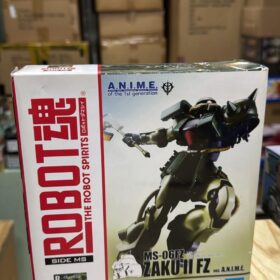 A.N.I.M.E.
of the 1st generation
ROBOT魂
THE ROBOT SPIRITS
SIDE MS
MS-06FZ
ZAKU II FZ
ver. A.N.I.M.E.